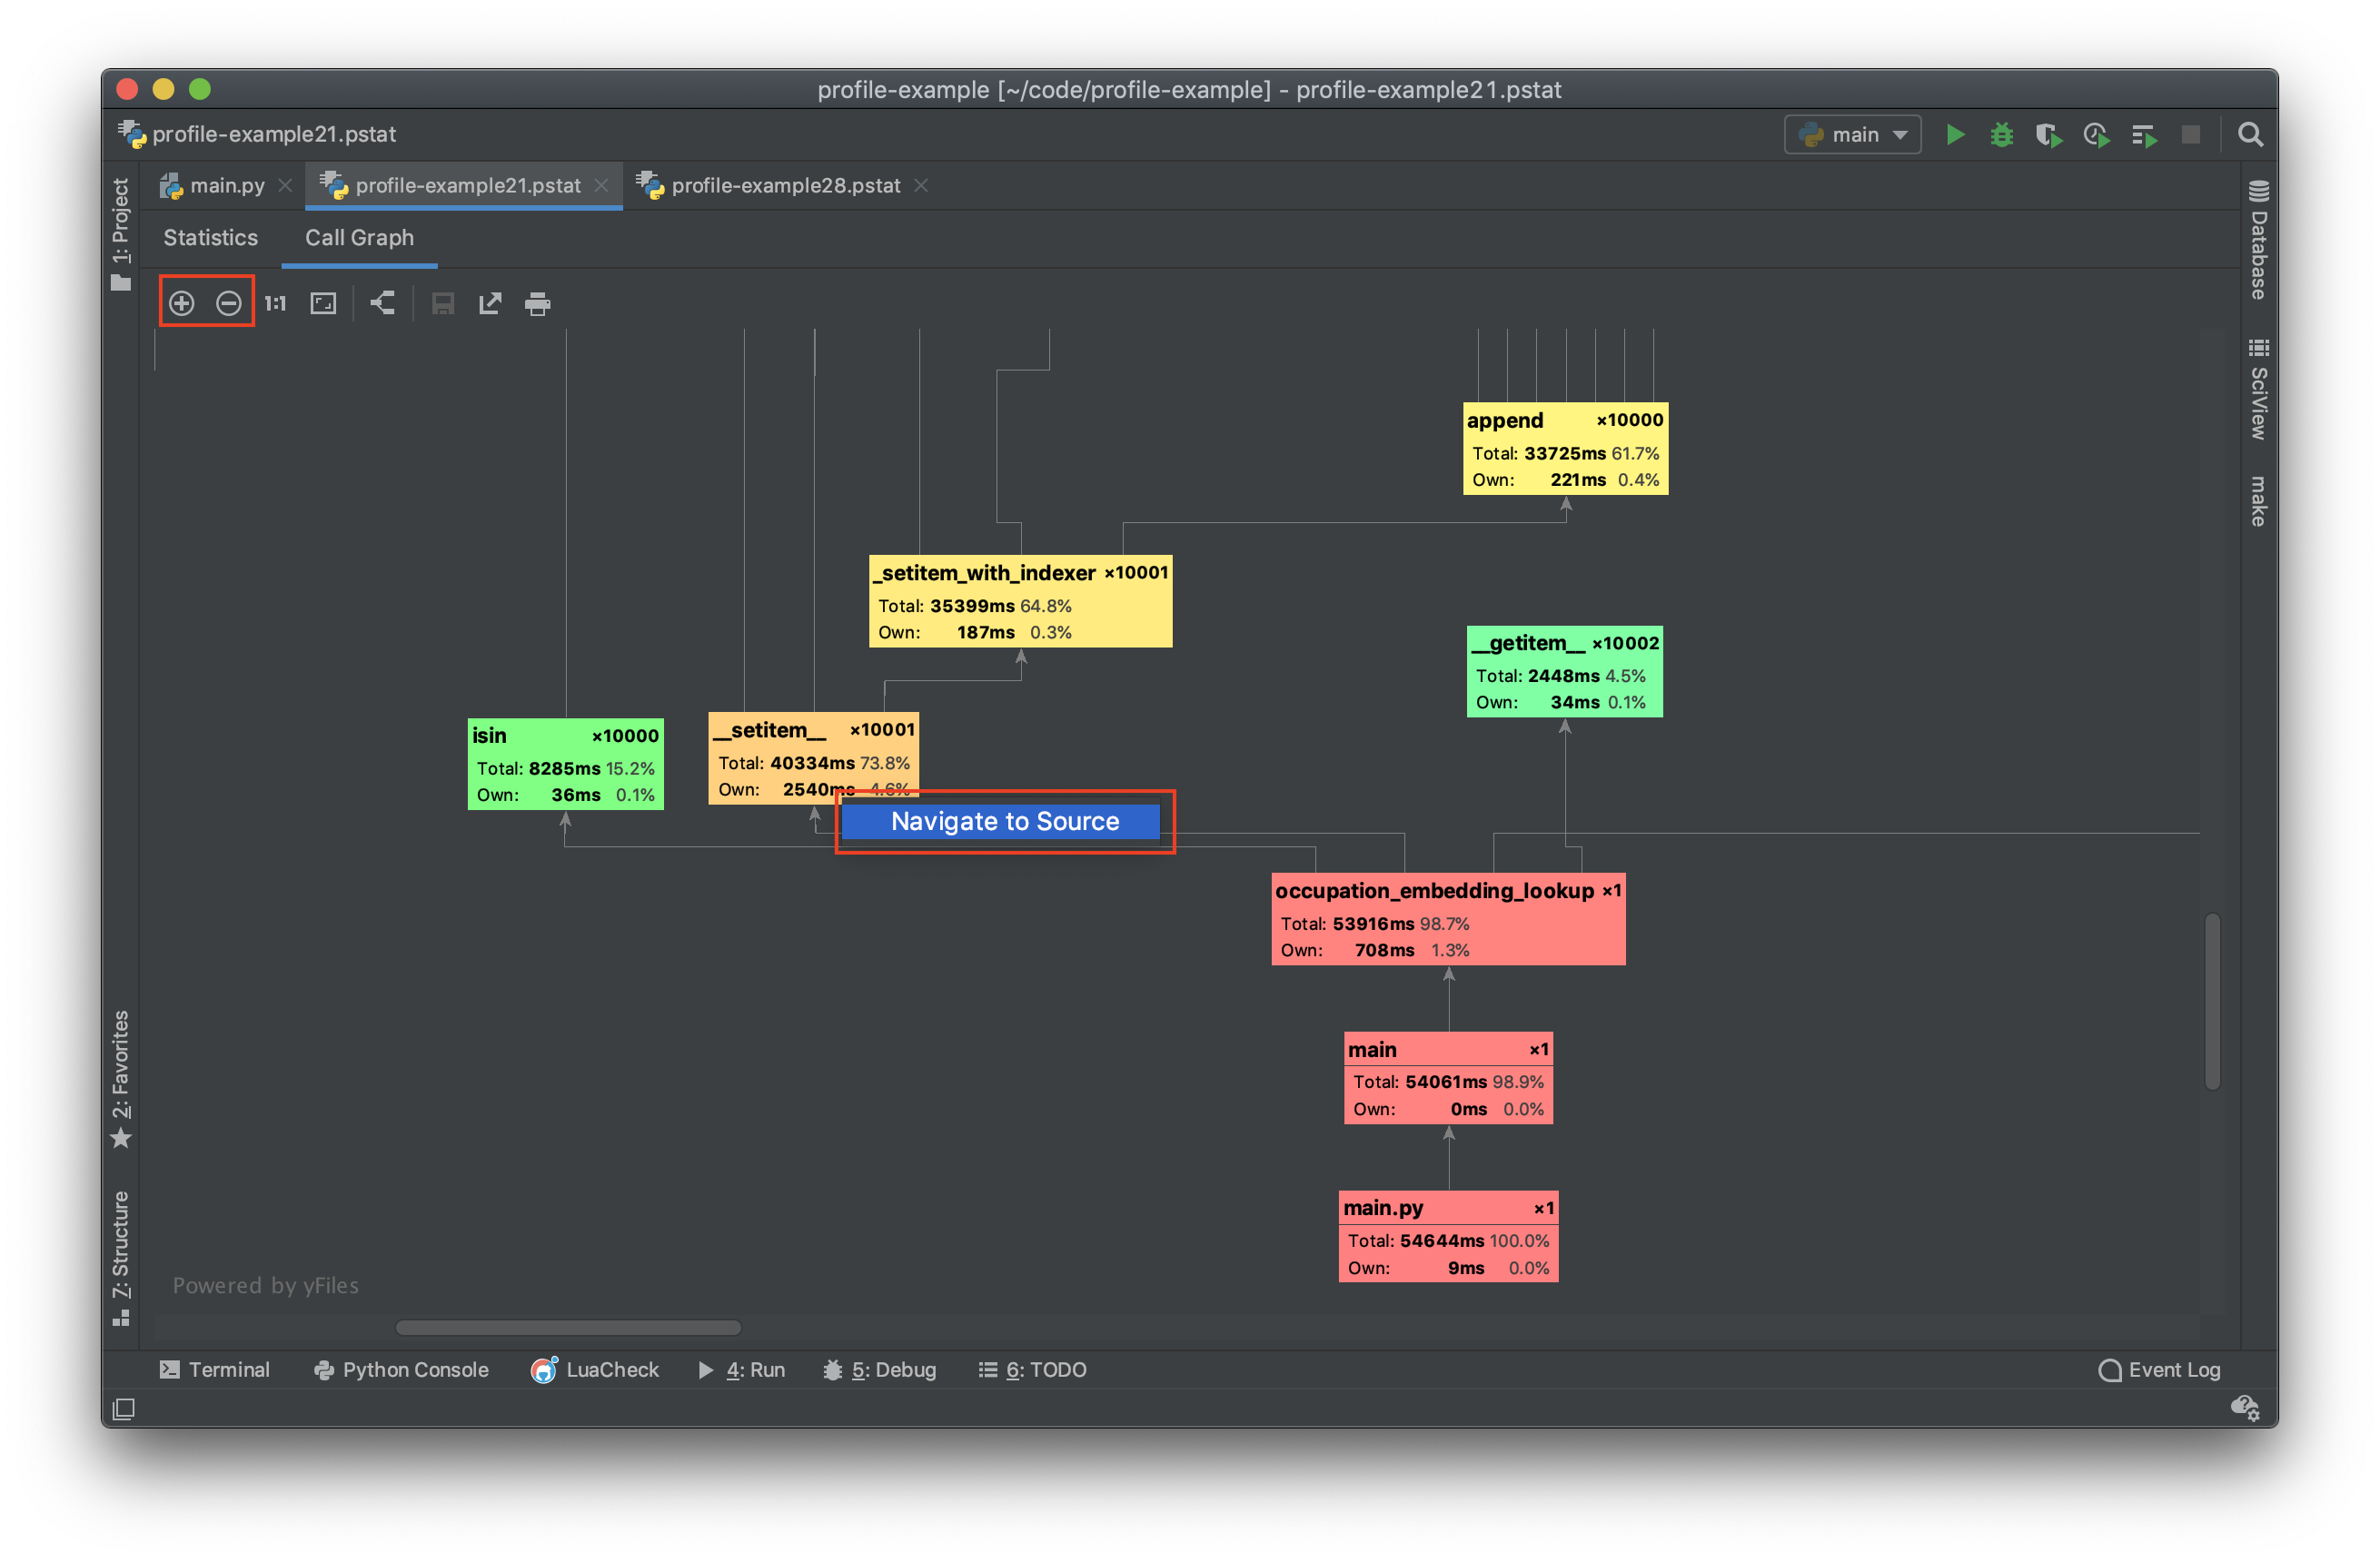 profile-example [~/code/profile-example] - profile-example21.pstat
profile-example21.pstat
main
main.py
profile-example21.pstat
profile-example28.pstat
Statistics
Call Graph
1:1
1: Project
2: Favorites
Z: Structure
Database
SciView
make
append ×10000
Total: 33725ms 61.7%
Own: 221ms 0.4%
_setitem_with_indexer ×10001
Total: 35399ms 64.8%
Own: 187ms 0.3%
__getitem__ ×10002
Total: 2448ms 4.5%
Own: 34ms 0.1%
isin ×10000
Total: 8285ms 15.2%
Own: 36ms 0.1%
__setitem__ ×10001
Total: 40334ms 73.8%
Own: 2540ms 4.6%
Navigate to Source
occupation_embedding_lookup ×1
Total: 53916ms 98.7%
Own: 708ms 1.3%
main ×1
Total: 54061ms 98.9%
Own: 0ms 0.0%
main.py ×1
Total: 54644ms 100.0%
Own: 9ms 0.0%
Powered by yFiles
Terminal
Python Console
LuaCheck
4: Run
5: Debug
6: TODO
Event Log